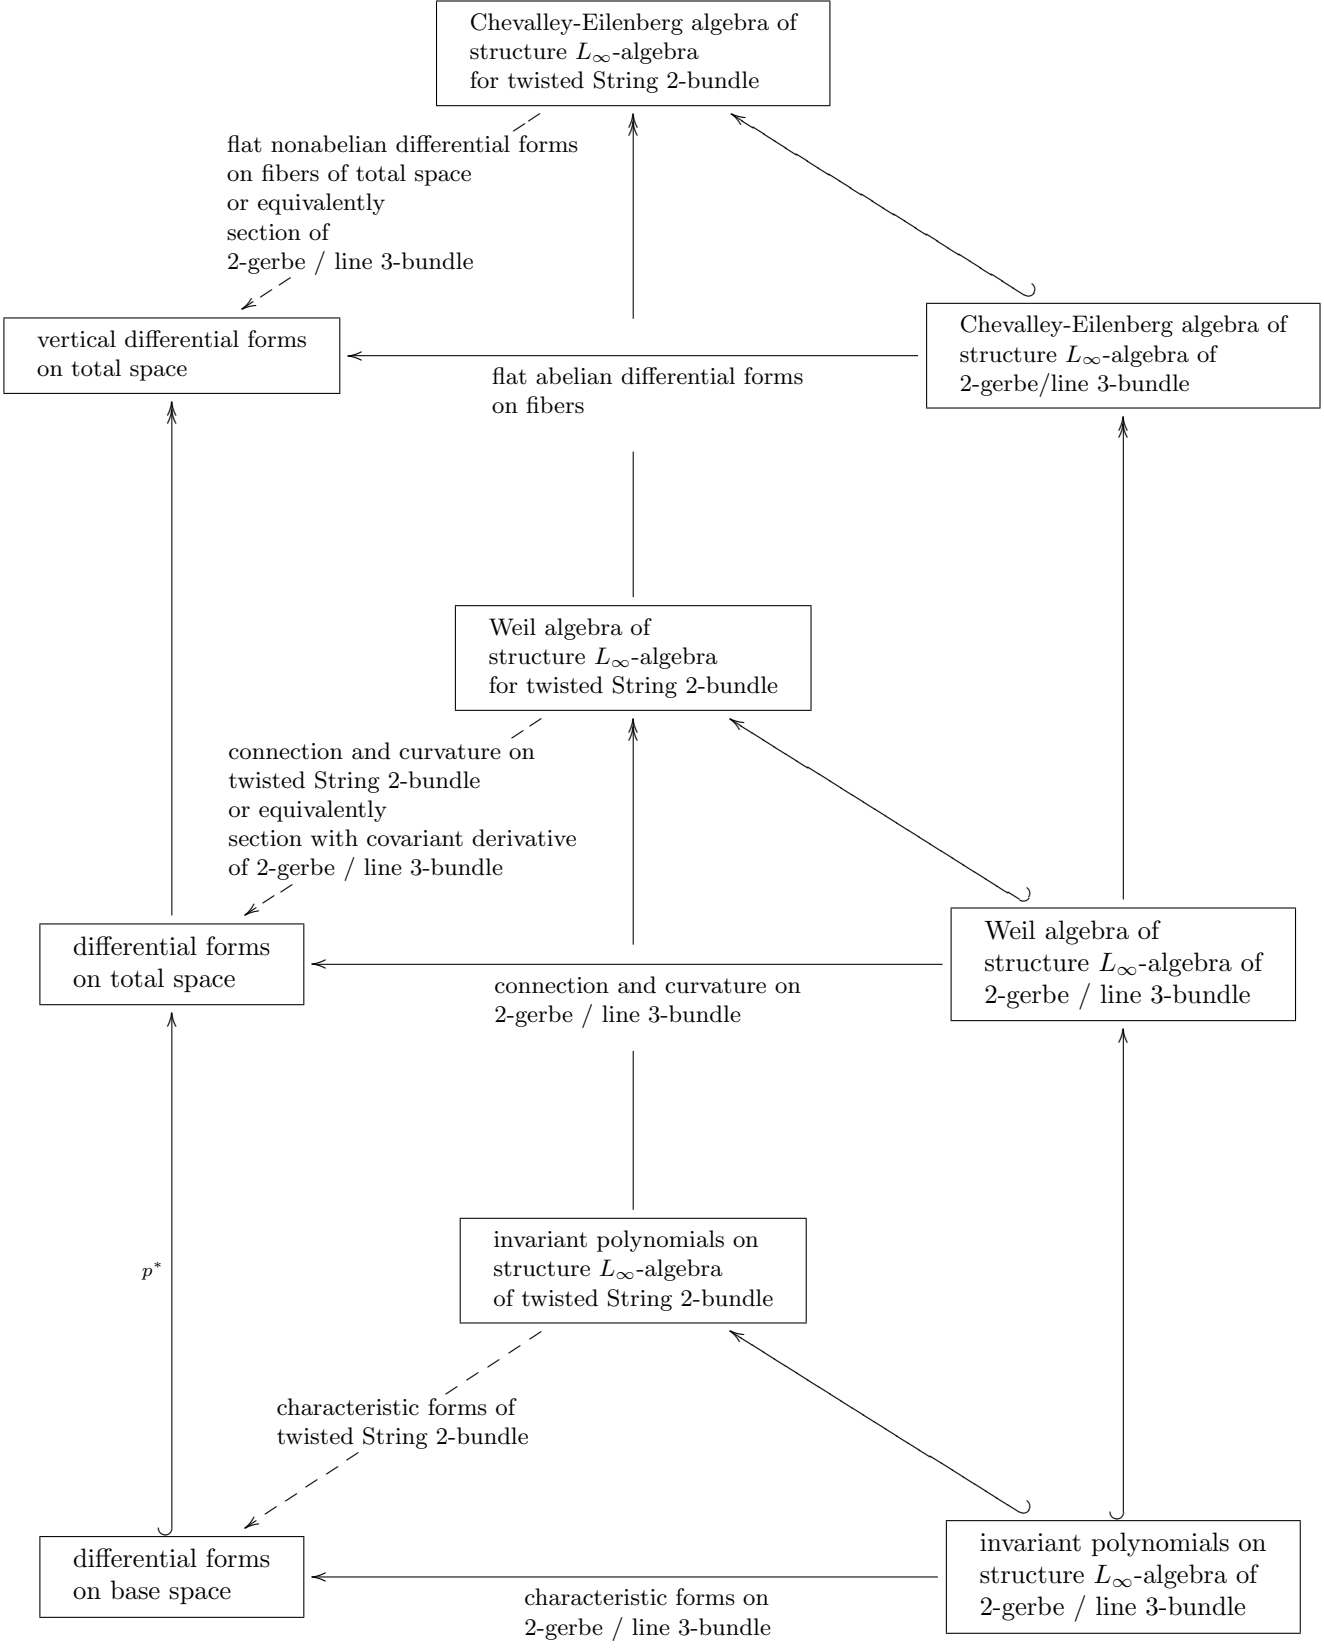 Chevalley-Eilenberg algebra of
structure L∞-algebra
for twisted String 2-bundle
flat nonabelian differential forms
on fibers of total space
or equivalently
section of
2-gerbe / line 3-bundle
vertical differential forms
on total space
Chevalley-Eilenberg algebra of
structure L∞-algebra of
2-gerbe/line 3-bundle
flat abelian differential forms
on fibers
Weil algebra of
structure L∞-algebra
for twisted String 2-bundle
connection and curvature on
twisted String 2-bundle
or equivalently
section with covariant derivative
of 2-gerbe / line 3-bundle
differential forms
on total space
Weil algebra of
structure L∞-algebra of
2-gerbe / line 3-bundle
connection and curvature on
2-gerbe / line 3-bundle
invariant polynomials on
structure L∞-algebra
of twisted String 2-bundle
p*
characteristic forms of
twisted String 2-bundle
differential forms
on base space
invariant polynomials on
structure L∞-algebra of
2-gerbe / line 3-bundle
characteristic forms on
2-gerbe / line 3-bundle